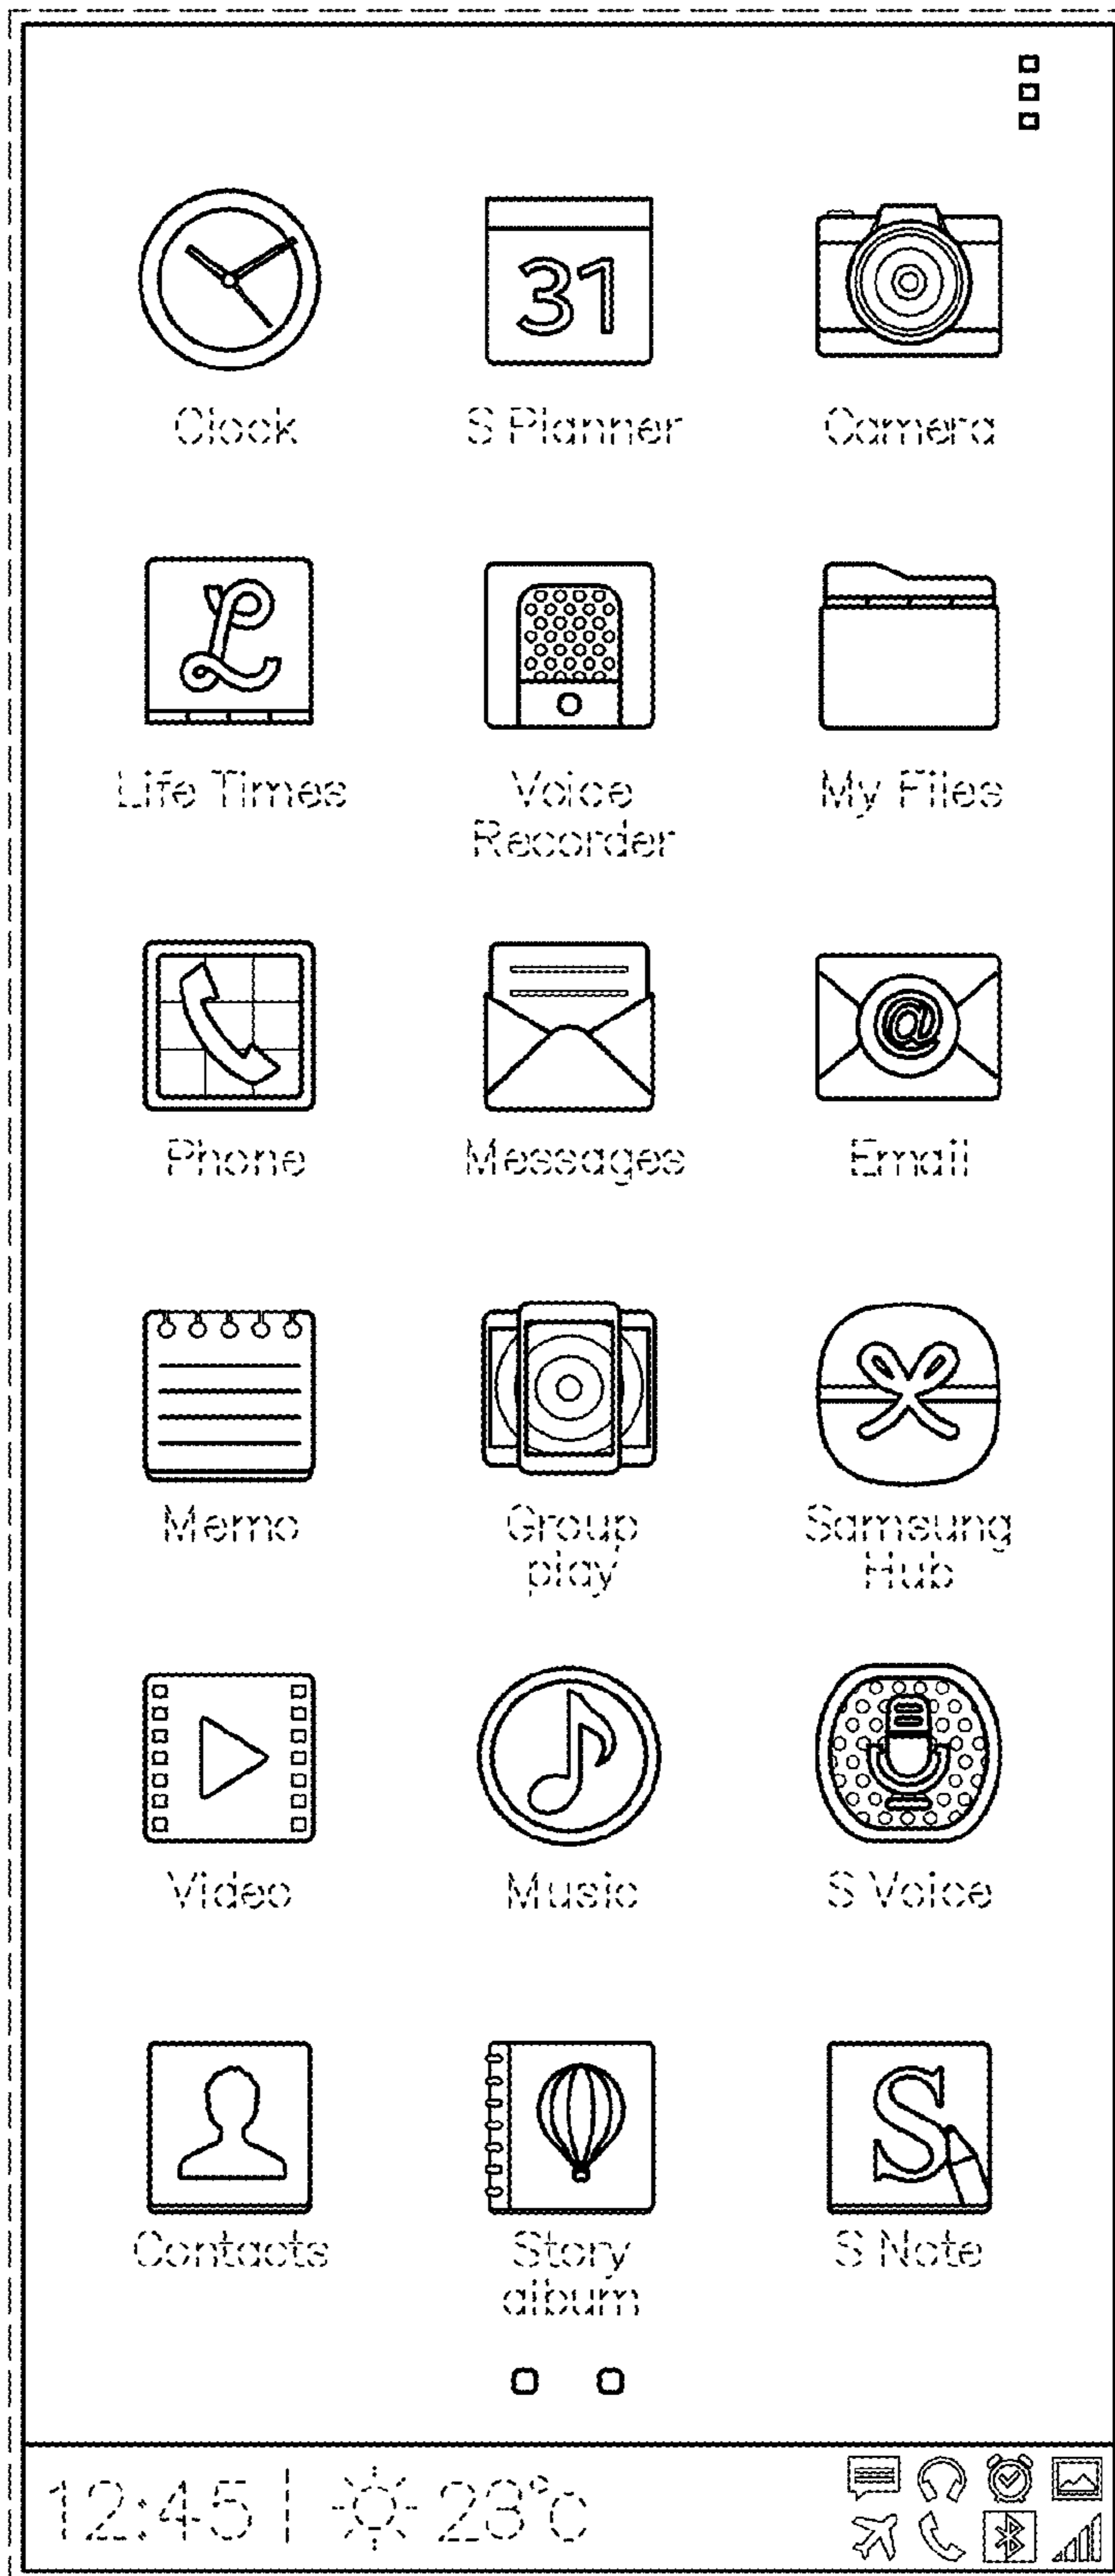 31
Clock S Planner Camera
Life Times Voice My Files
Recorder
@
Phone Messages Email
Memo Group Samsung
play Hub
Video Music S Voice
S
Contacts Story S Note
album
12:45 23°c